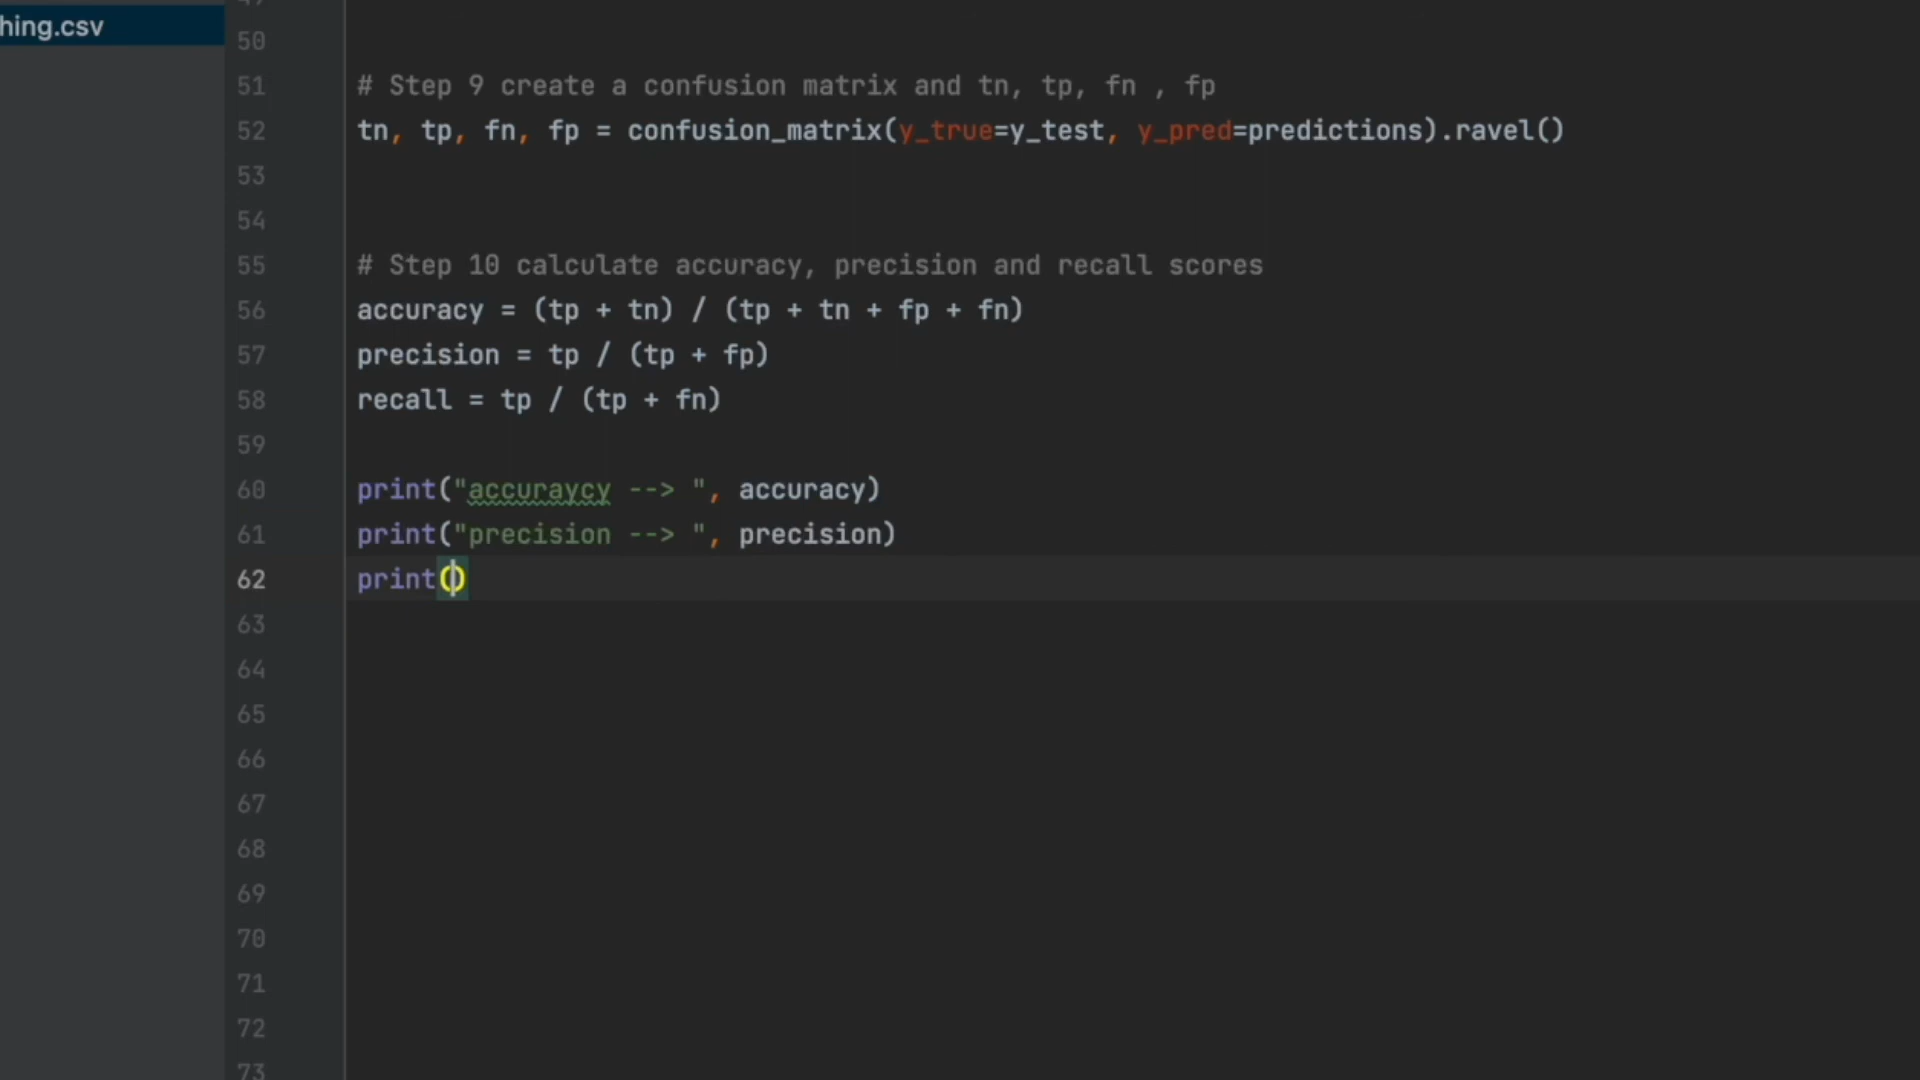 hing.csv
50
51 # Step 9 create a confusion matrix and tn, tp, fn , fp
52 tn, tp, fn, fp = confusion_matrix(y_true=y_test, y_pred=predictions).ravel()
53
54
55 # Step 10 calculate accuracy, precision and recall scores
56 accuracy = (tp + tn) / (tp + tn + fp + fn)
57 precision = tp / (tp + fp)
58 recall = tp / (tp + fn)
59
60 print("accuraycy --> ", accuracy)
61 print("precision --> ", precision)
62 print()
63
64
65
66
67
68
69
70
71
72
73